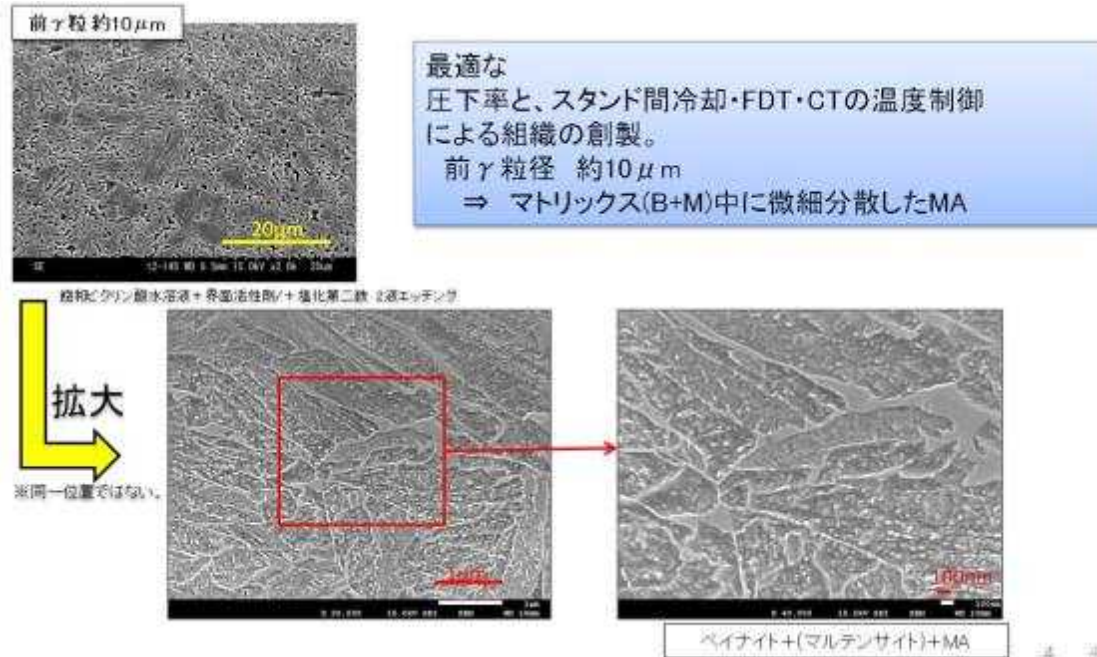 前γ粒 約10μm
最適な
圧下率と、スタンド間冷却・FDT・CTの温度制御
による組織の創製。
前γ粒径 約10μm
⇒ マトリックス(B+M)中に微細分散したMA
20μm
飽和ピクリン酸水溶液+界面活性剤/+塩化第二鉄 2液エッチング
拡大
※同一位置ではない。
1μm
100nm
ベイナイト+(マルテンサイト)+MA